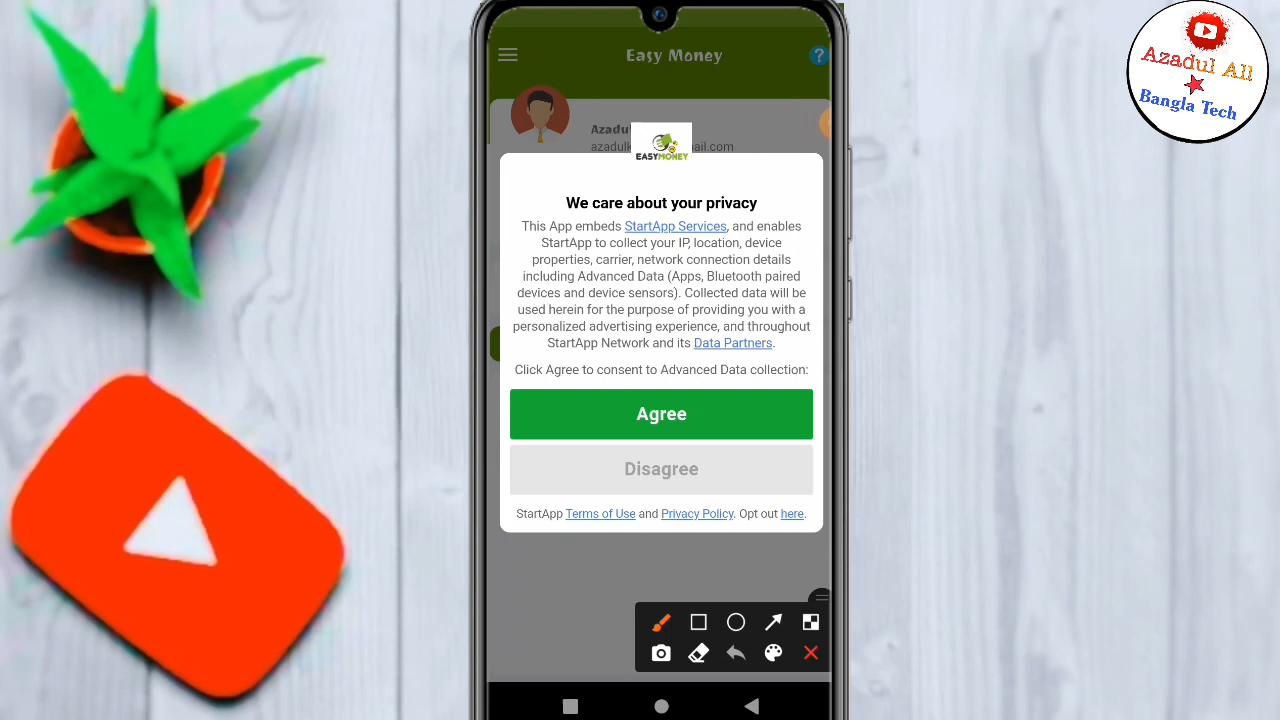 Easy Money
?
Azadul Ali
Bangla Tech
azadulk
ail.com
EASYMONEY
We care about your privacy
This App embeds StartApp Services, and enables
StartApp to collect your IP, location, device
properties, carrier, network connection details
including Advanced Data (Apps, Bluetooth paired
devices and device sensors). Collected data will be
used herein for the purpose of providing you with a
personalized advertising experience, and throughout
StartApp Network and its Data Partners.
Click Agree to consent to Advanced Data collection:
Agree
Disagree
StartApp Terms of Use and Privacy Policy. Opt out here.